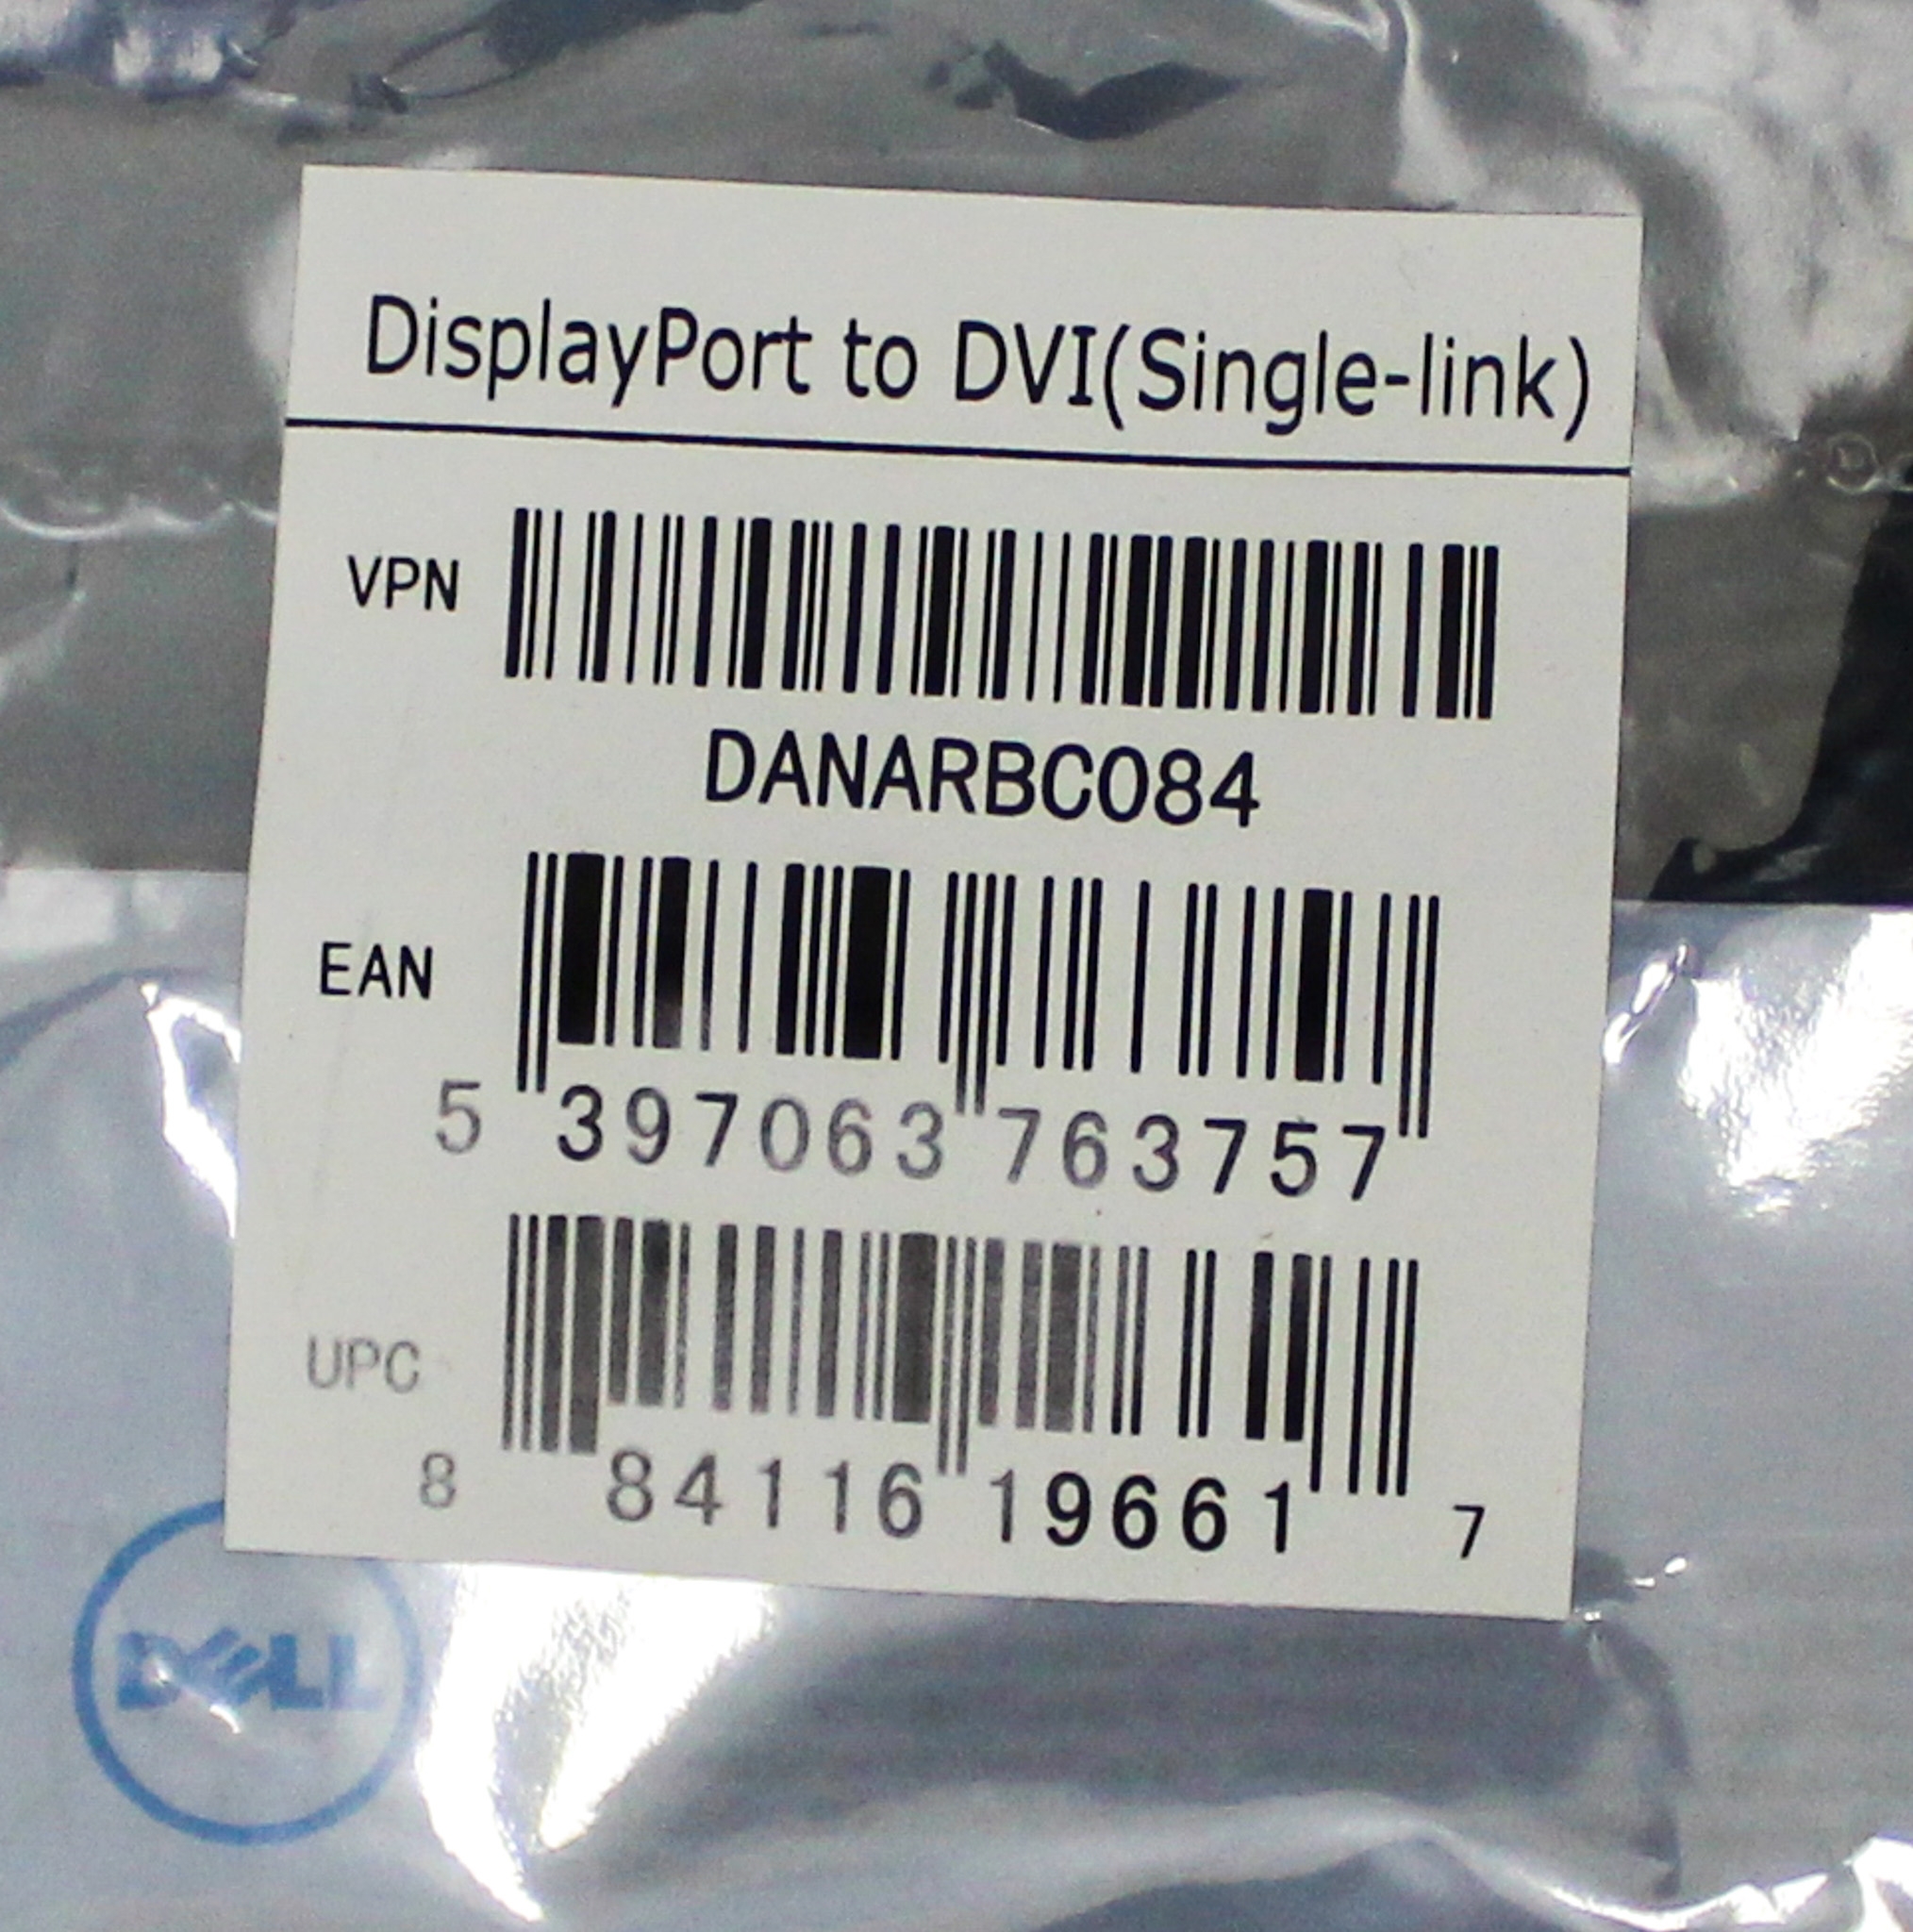 DisplayPort to DVI(Single-link)
VPN
DANARBC084
EAN
5 397063 763757
UPC
8 84116 19661 7
DELL